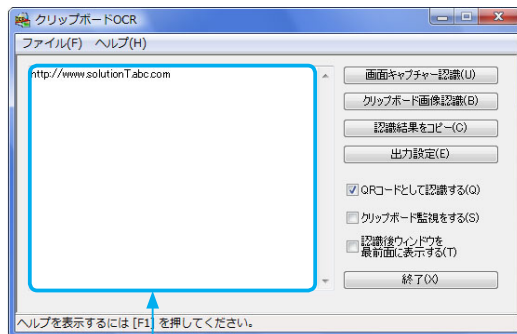 クリップボードOCR
ファイル(F) ヘルプ(H)
http://www.solutionTabc.com
画面キャプチャー認識(U)
クリップボード画像認識(B)
認識結果をコピー(C)
出力設定(E)
QRコードとして認識する(Q)
クリップボード監視をする(S)
認識後ウィンドウを
最前面に表示する(T)
終了(X)
ヘルプを表示するには [F1] を押してください。